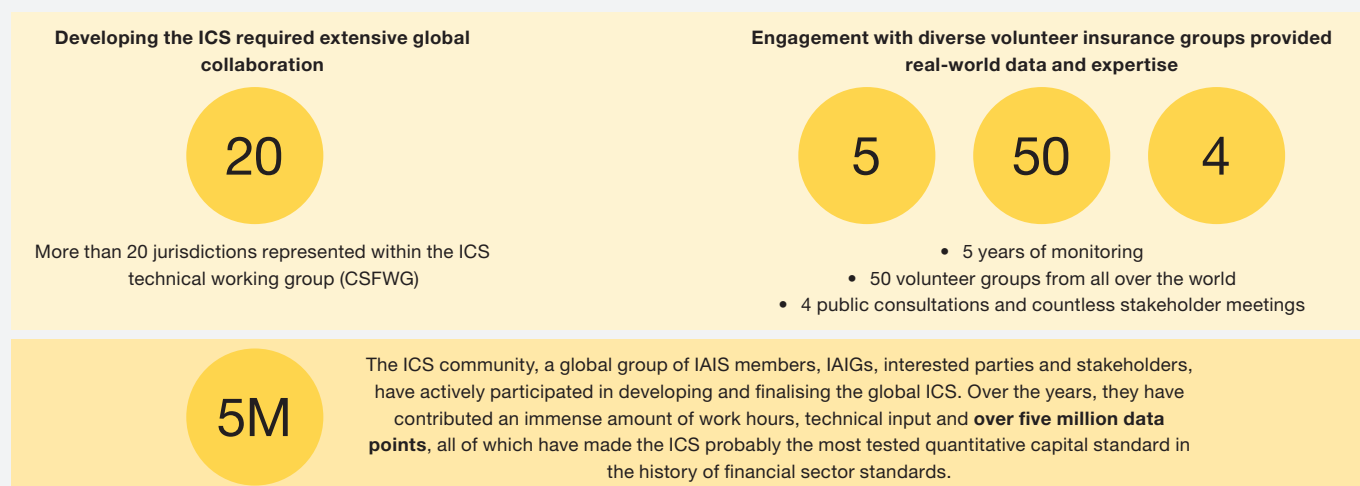 Developing the ICS required extensive global
collaboration
20
More than 20 jurisdictions represented within the ICS
technical working group (CSFWG)
Engagement with diverse volunteer insurance groups provided
real-world data and expertise
5 50 4
• 5 years of monitoring
• 50 volunteer groups from all over the world
• 4 public consultations and countless stakeholder meetings
5M
The ICS community, a global group of IAIS members, IAIGs, interested parties and stakeholders,
have actively participated in developing and finalising the global ICS. Over the years, they have
contributed an immense amount of work hours, technical input and over five million data
points, all of which have made the ICS probably the most tested quantitative capital standard in
the history of financial sector standards.